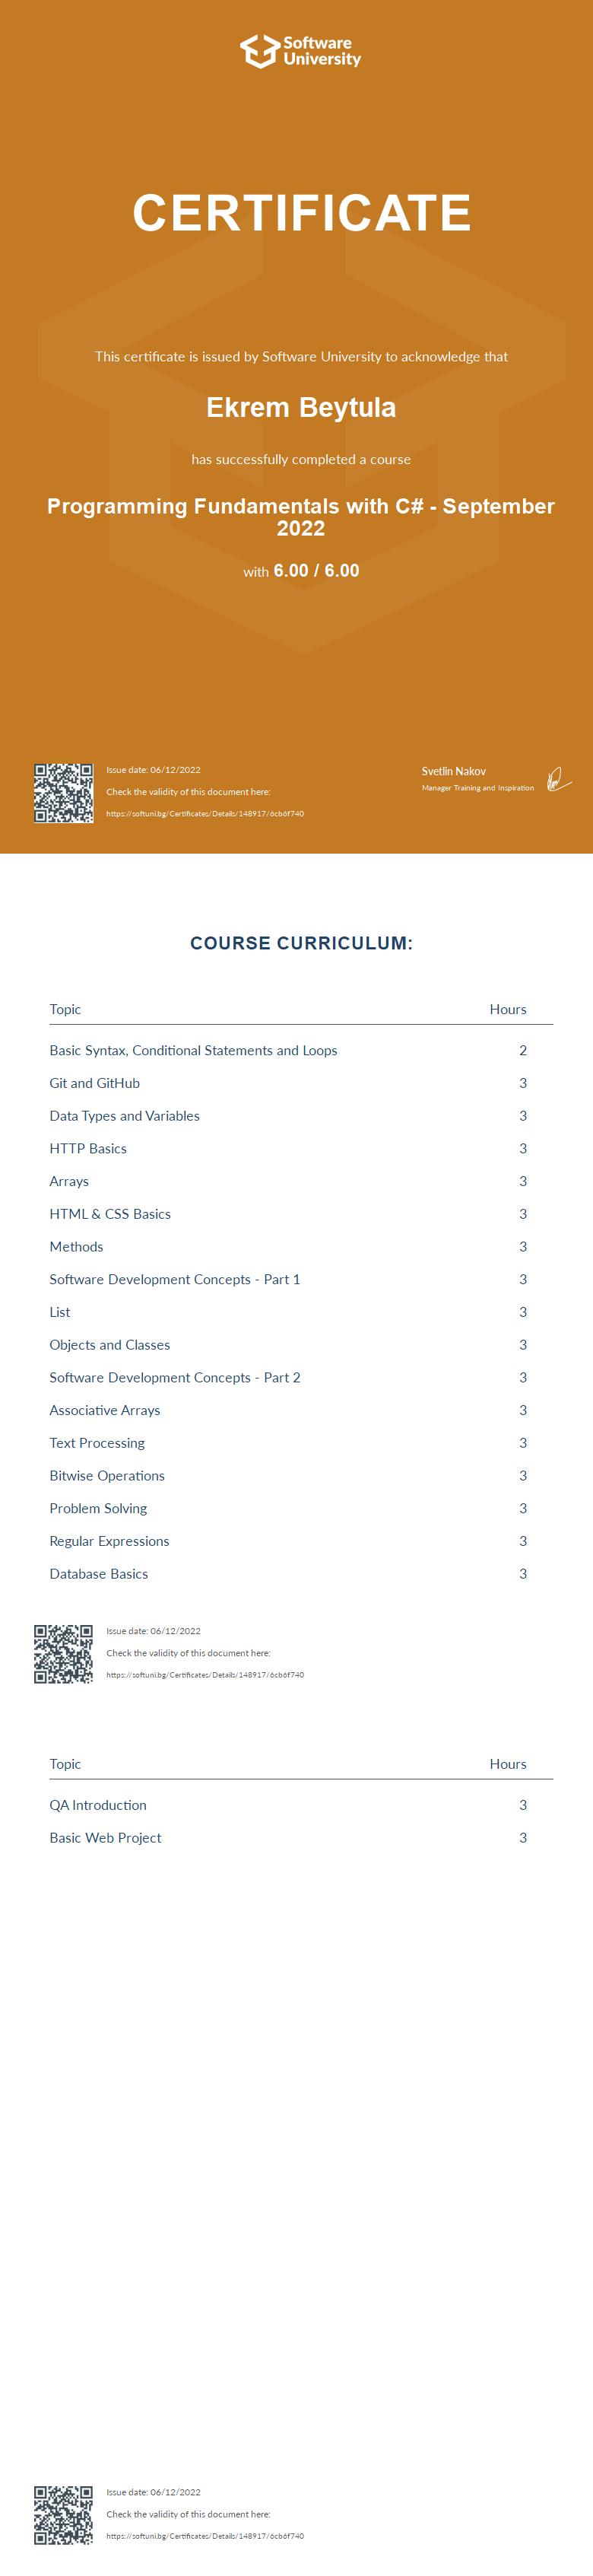 Software
University
CERTIFICATE
This certificate is issued by Software University to acknowledge that
Ekrem Beytula
has successfully completed a course
Programming Fundamentals with C# - September
2022
with 6.00 / 6.00
Issue date: 06/12/2022
Check the validity of this document here:
https://softuni.bg/Certificates/Details/148917/6cb6f740
Svetlin Nakov
Manager Training and Inspiration
COURSE CURRICULUM:
Topic Hours
Basic Syntax, Conditional Statements and Loops 2
Git and GitHub 3
Data Types and Variables 3
HTTP Basics 3
Arrays 3
HTML & CSS Basics 3
Methods 3
Software Development Concepts - Part 1 3
List 3
Objects and Classes 3
Software Development Concepts - Part 2 3
Associative Arrays 3
Text Processing 3
Bitwise Operations 3
Problem Solving 3
Regular Expressions 3
Database Basics 3
Issue date: 06/12/2022
Check the validity of this document here:
https://softuni.bg/Certificates/Details/148917/6cb6f740
Topic Hours
QA Introduction 3
Basic Web Project 3
Issue date: 06/12/2022
Check the validity of this document here:
https://softuni.bg/Certificates/Details/148917/6cb6f740